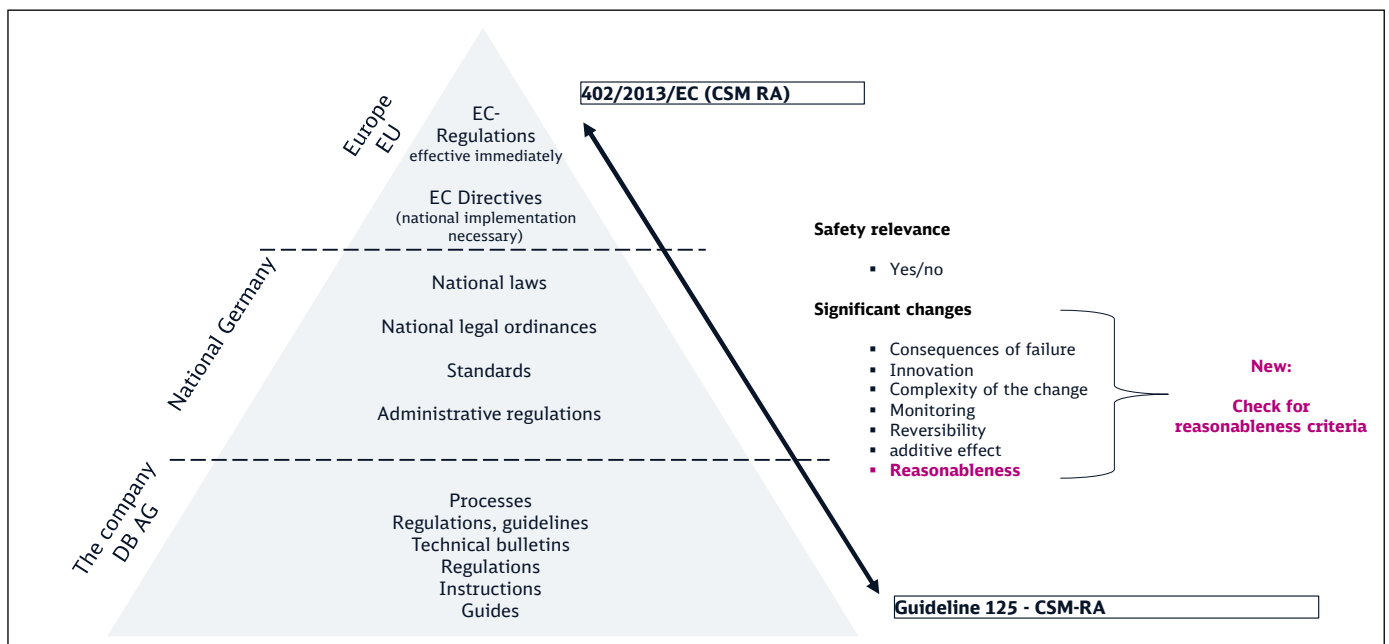 402/2013/EC (CSM RA)
Europe
EU
EC-
Regulations
effective immediately
EC Directives
(national implementation
necessary)
National Germany
National laws
National legal ordinances
Standards
Administrative regulations
The company
DB AG
Processes
Regulations, guidelines
Technical bulletins
Regulations
Instructions
Guides
Safety relevance
▪ Yes/no
Significant changes
▪ Consequences of failure
▪ Innovation
▪ Complexity of the change
▪ Monitoring
▪ Reversibility
▪ additive effect
▪ Reasonableness
New:
Check for
reasonableness criteria
Guideline 125 - CSM-RA